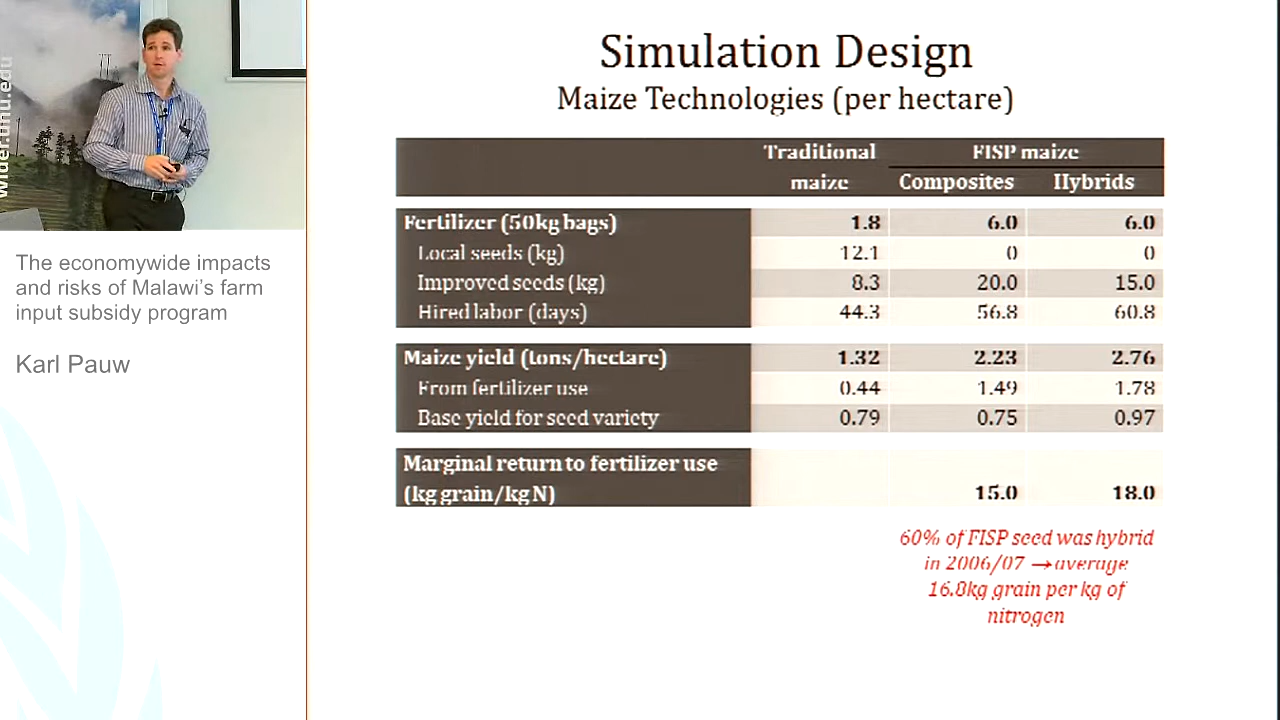 wider.unu.edu
The economywide impacts
and risks of Malawi's farm
input subsidy program
Karl Pauw
Simulation Design
Maize Technologies (per hectare)
Traditional maize FISP maize
Composites Hybrids
Fertilizer (50kg bags) 1.8 6.0 6.0
Local seeds (kg) 12.1 0 0
Improved seeds (kg) 8.3 20.0 15.0
Hired labor (days) 44.3 56.8 60.8
Maize yield (tons/hectare) 1.32 2.23 2.76
From fertilizer use 0.44 1.49 1.78
Base yield for seed variety 0.79 0.75 0.97
Marginal return to fertilizer use
(kg grain/kg N) 15.0 18.0
60% of FISP seed was hybrid
in 2006/07 → average
16.8kg grain per kg of
nitrogen